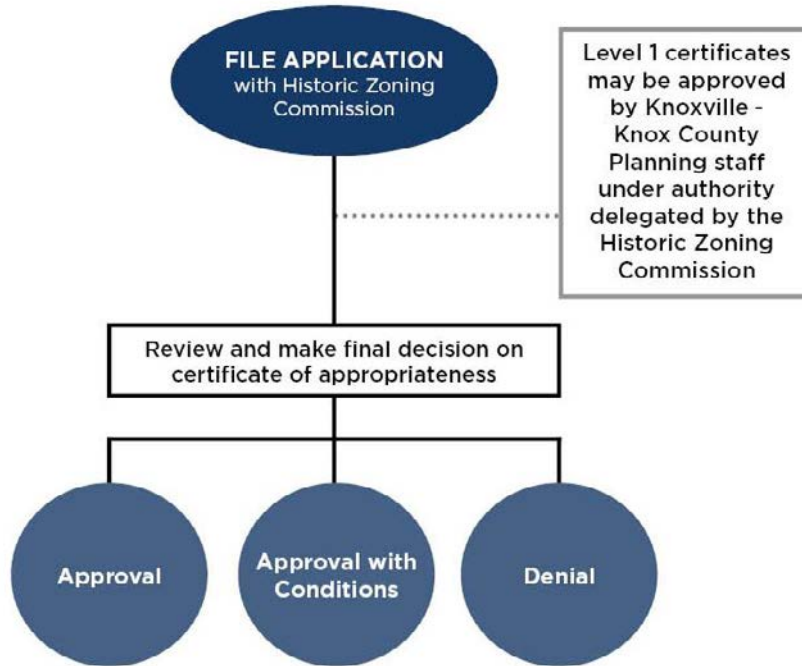 FILE APPLICATION
with Historic Zoning
Commission
Level 1 certificates
may be approved
by Knoxville -
Knox County
Planning staff
under authority
delegated by the
Historic Zoning
Commission
Review and make final decision on
certificate of appropriateness
Approval
Approval with
Conditions
Denial